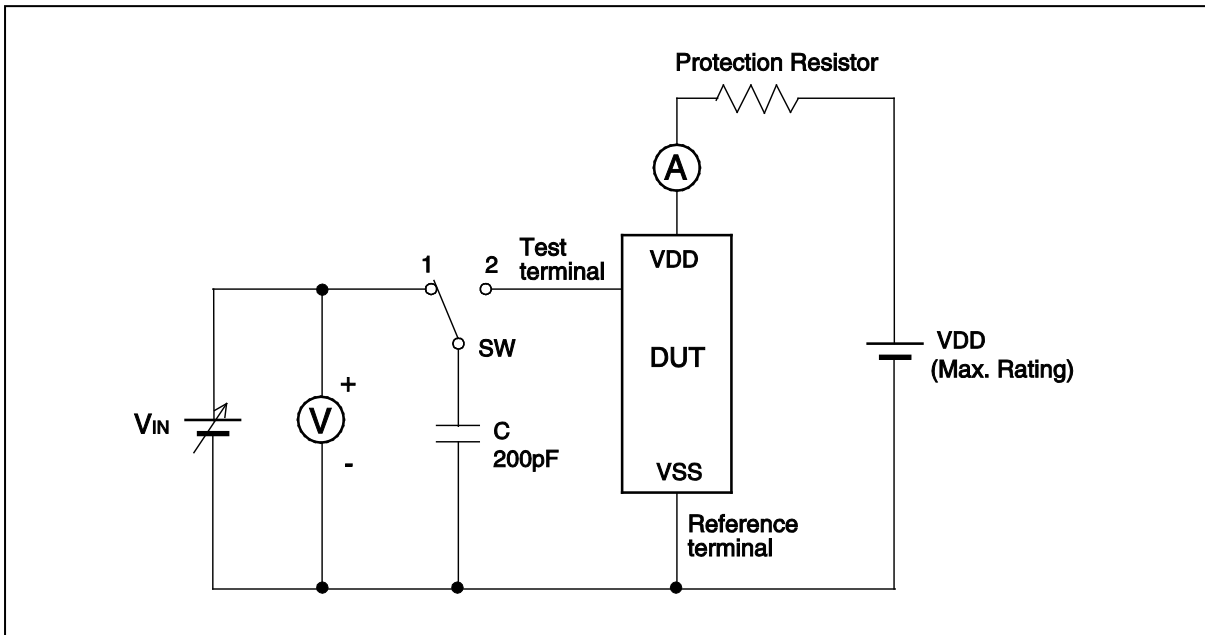 Protection Resistor
A
1
2
Test
terminal
VDD
SW
DUT
VDD
(Max. Rating)
VIN
+
V
-
C
200pF
VSS
Reference
terminal